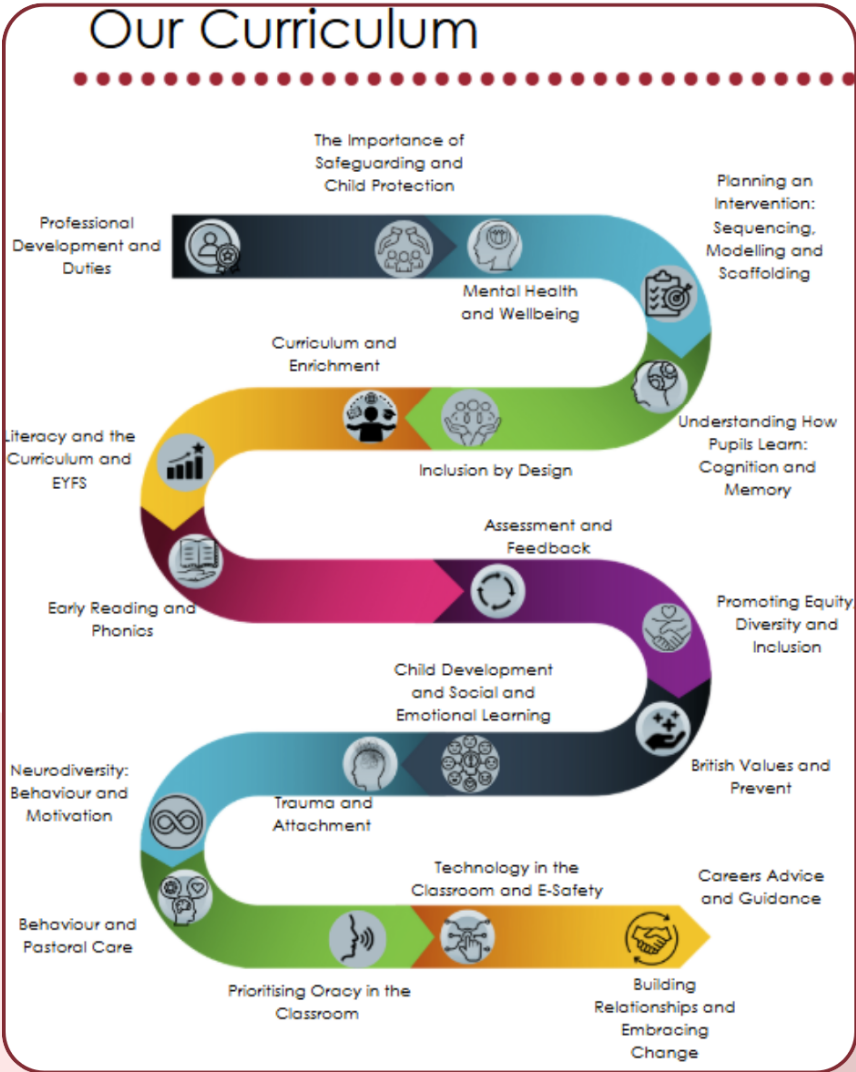 Our Curriculum
Professional
Development and
Duties
The Importance of
Safeguarding and
Child Protection
Mental Health
and Wellbeing
Planning an
Intervention:
Sequencing,
Modelling and
Scaffolding
Understanding How
Pupils Learn:
Cognition and
Memory
Inclusion by Design
Curriculum and
Enrichment
Literacy and the
Curriculum and
EYFS
Early Reading and
Phonics
Assessment and
Feedback
Promoting Equity,
Diversity and
Inclusion
British Values and
Prevent
Child Development
and Social and
Emotional Learning
Trauma and
Attachment
Neurodiversity:
Behaviour and
Motivation
Behaviour and
Pastoral Care
Prioritising Oracy in the
Classroom
Technology in the
Classroom and E-Safety
Building
Relationships and
Embracing
Change
Careers Advice
and Guidance